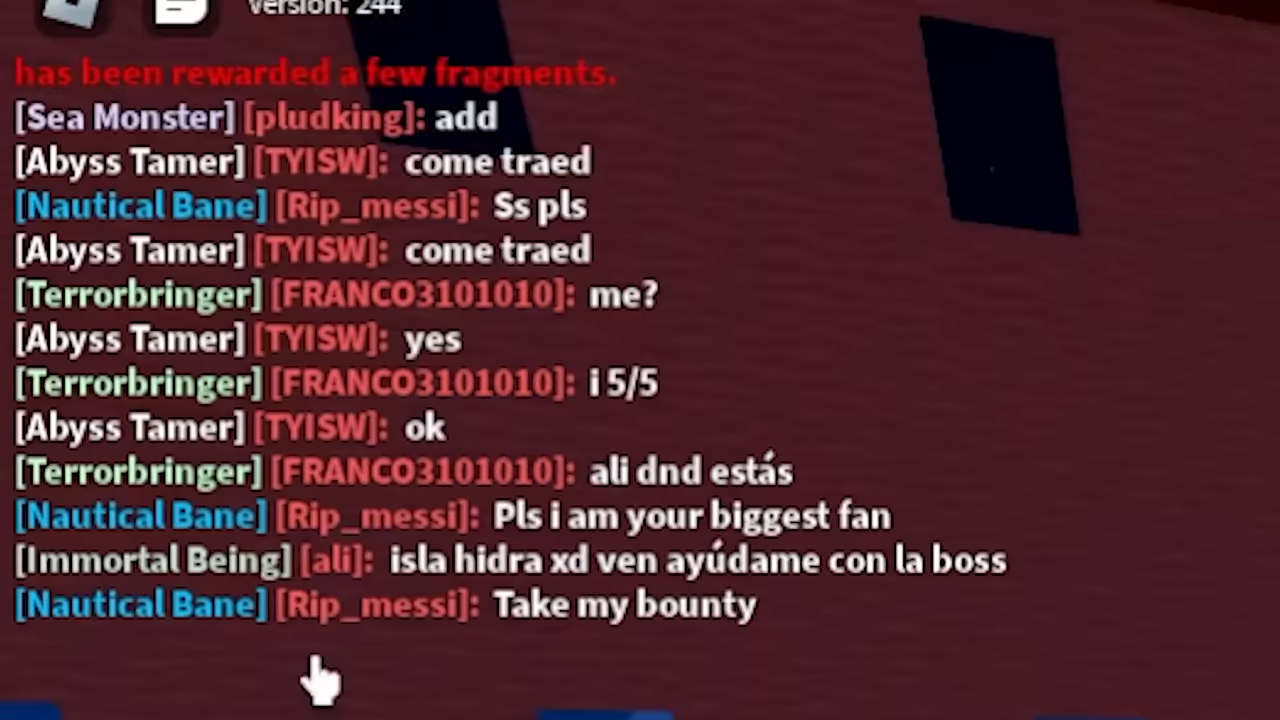 Version: 244
has been rewarded a few fragments.
[Sea Monster] [pludking]: add
[Abyss Tamer] [TYISW]: come traed
[Nautical Bane] [Rip_messi]: Ss pls
[Abyss Tamer] [TYISW]: come traed
[Terrorbringer] [FRANCO3101010]: me?
[Abyss Tamer] [TYISW]: yes
[Terrorbringer] [FRANCO3101010]: i 5/5
[Abyss Tamer] [TYISW]: ok
[Terrorbringer] [FRANCO3101010]: ali dnd estás
[Nautical Bane] [Rip_messi]: Pls i am your biggest fan
[Immortal Being] [ali]: isla hidra xd ven ayúdame con la boss
[Nautical Bane] [Rip_messi]: Take my bounty